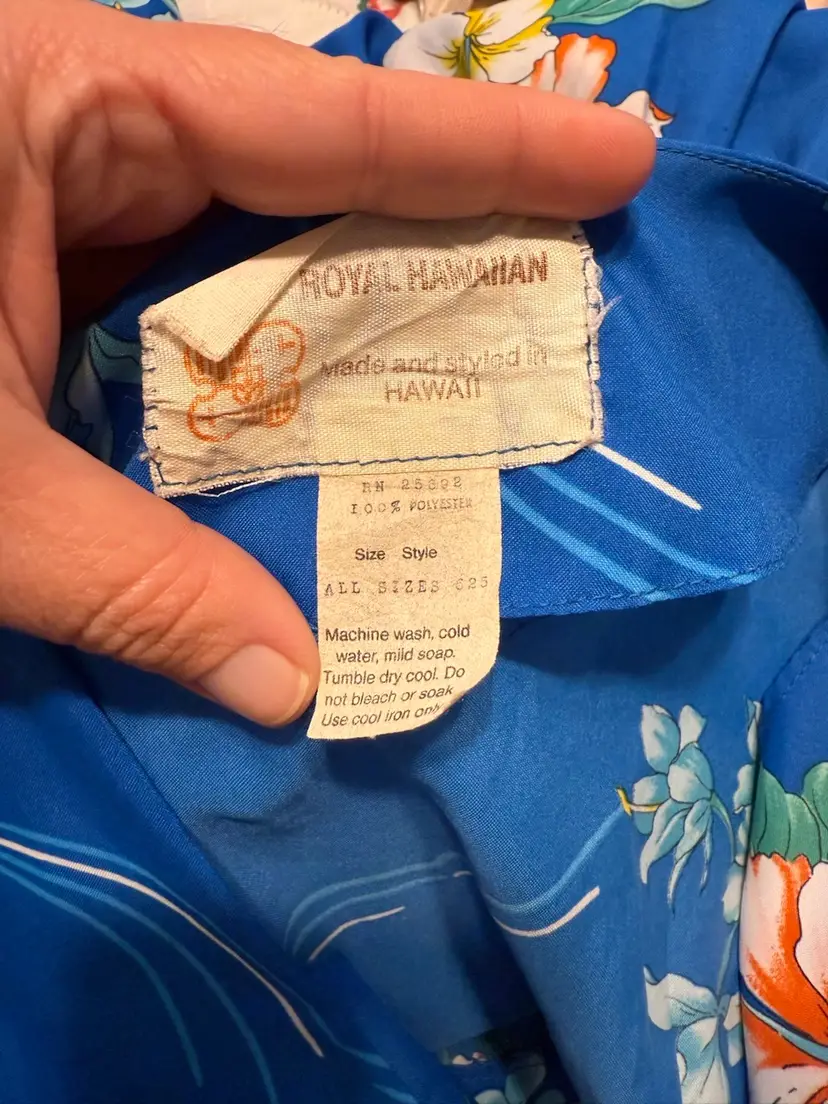 ROYAL HAWAIIAN
Made and styled in
HAWAII
RN 25892
100% POLYESTER
Size Style
ALL SIZES 625
Machine wash, cold
water, mild soap.
Tumble dry cool. Do
not bleach or soak
Use cool iron only